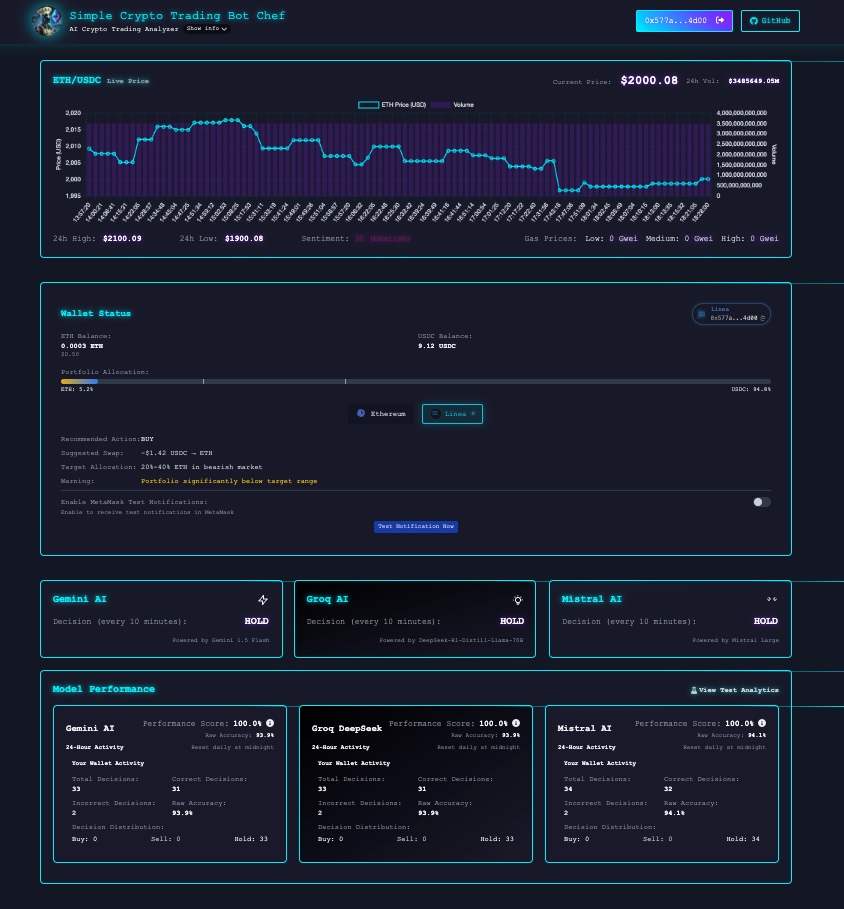 Simple Crypto Trading Bot Chef
AI Crypto Trading Analyzer Show info
0x577a...4d00
GitHub
ETH/USDC Live Price
Current Price: $2000.08 24h Vol: $3485649.05M
ETH Price (USD) Volume
Price (USD)
2,020
2,015
2,010
2,005
2,000
1,995
Volume
4,000,000,000,000
3,500,000,000,000
3,000,000,000,000
2,500,000,000,000
2,000,000,000,000
1,500,000,000,000
1,000,000,000,000
500,000,000,000
0
24h High: $2100.09 24h Low: $1900.08 Sentiment: (bearish) Gas Prices: Low: 0 Gwei Medium: 0 Gwei High: 0 Gwei
Wallet Status
Linea
0x577a...4d00
ETH Balance: USDC Balance:
0.0003 ETH 9.12 USDC
$0.50
Portfolio Allocation:
ETH: 5.2% USDC: 94.8%
Ethereum Linea
Recommended Action: BUY
Suggested Swap: ~$1.42 USDC → ETH
Target Allocation: 20%-40% ETH in bearish market
Warning: Portfolio significantly below target range
Enable MetaMask Test Notifications:
Enable to receive test notifications in MetaMask
Test Notification Now
Gemini AI
Decision (every 10 minutes): HOLD
Powered by Gemini 1.5 Flash
Groq AI
Decision (every 10 minutes): HOLD
Powered by DeepSeek-R1-Distill-Llama-70B
Mistral AI
Decision (every 10 minutes): HOLD
Powered by Mistral Large
Model Performance
View Test Analytics
Gemini AI Performance Score: 100.0%
Raw Accuracy: 93.9%
24-Hour Activity Reset daily at midnight
Your Wallet Activity
Total Decisions: Correct Decisions:
33 31
Incorrect Decisions: Raw Accuracy:
2 93.9%
Decision Distribution:
Buy: 0 Sell: 0 Hold: 33
Groq DeepSeek Performance Score: 100.0%
Raw Accuracy: 93.9%
24-Hour Activity Reset daily at midnight
Your Wallet Activity
Total Decisions: Correct Decisions:
33 31
Incorrect Decisions: Raw Accuracy:
2 93.9%
Decision Distribution:
Buy: 0 Sell: 0 Hold: 33
Mistral AI Performance Score: 100.0%
Raw Accuracy: 94.1%
24-Hour Activity Reset daily at midnight
Your Wallet Activity
Total Decisions: Correct Decisions:
34 32
Incorrect Decisions: Raw Accuracy:
2 94.1%
Decision Distribution:
Buy: 0 Sell: 0 Hold: 34